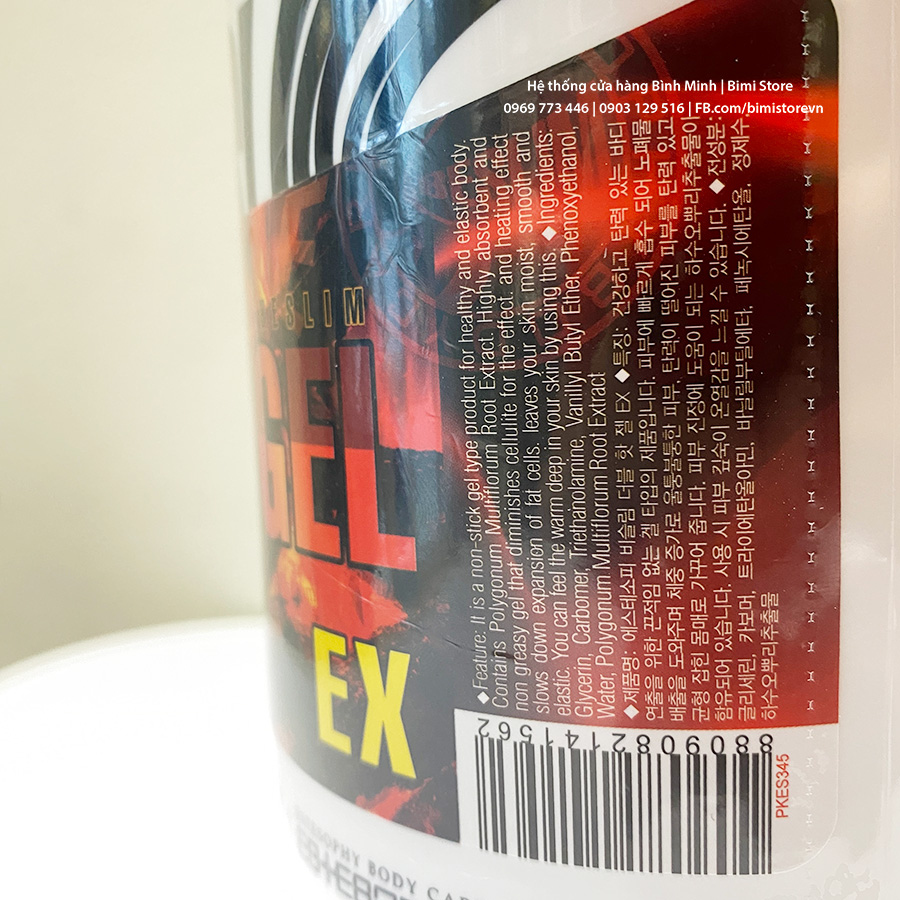 Hệ thống cửa hàng Bình Minh | Bimi Store
0969 773 446 | 0903 129 516 | FB.com/bimistorevn
ESLIM
GEL
EX
◆Feature: It is a non-stick gel type product for healthy and elastic body.
Contains Polygonum Multiflorum Root Extract. Highly absorbent and
non greasy gel that diminishes cellulite for the effect. and heating effect
slows down expansion of fat cells. leaves your skin moist, smooth and
elastic. You can feel the warm deep in your skin by using this. ◆Ingredients:
Glycerin, Carbomer, Triethanolamine, Vanillyl Butyl Ether, Phenoxyethanol,
Water, Polygonum Multiflorum Root Extract
◆제품명: 에스테소피 비슬림 더블 핫 젤 EX ◆특징: 건강하고 탄력 있는 바디
연출을 위한 끈적임 없는 젤 타입의 제품입니다. 피부에 빠르게 흡수 되어 노폐물
배출을 도와주며 체중 증가로 울퉁불퉁한 피부, 탄력이 떨어진 피부를 탄력 있고
균형 잡힌 몸매로 가꾸어 줍니다. 피부 진정에 도움이 되는 하수오뿌리추출물이
함유되어 있습니다. 사용 시 피부 깊숙이 온열감을 느낄 수 있습니다. ◆전성분:
글리세린, 카보머, 트라이에탄올아민, 바닐릴부틸에터, 페녹시에탄올, 정제수
하수오뿌리추출물
8809082141562
PKES345
BODY